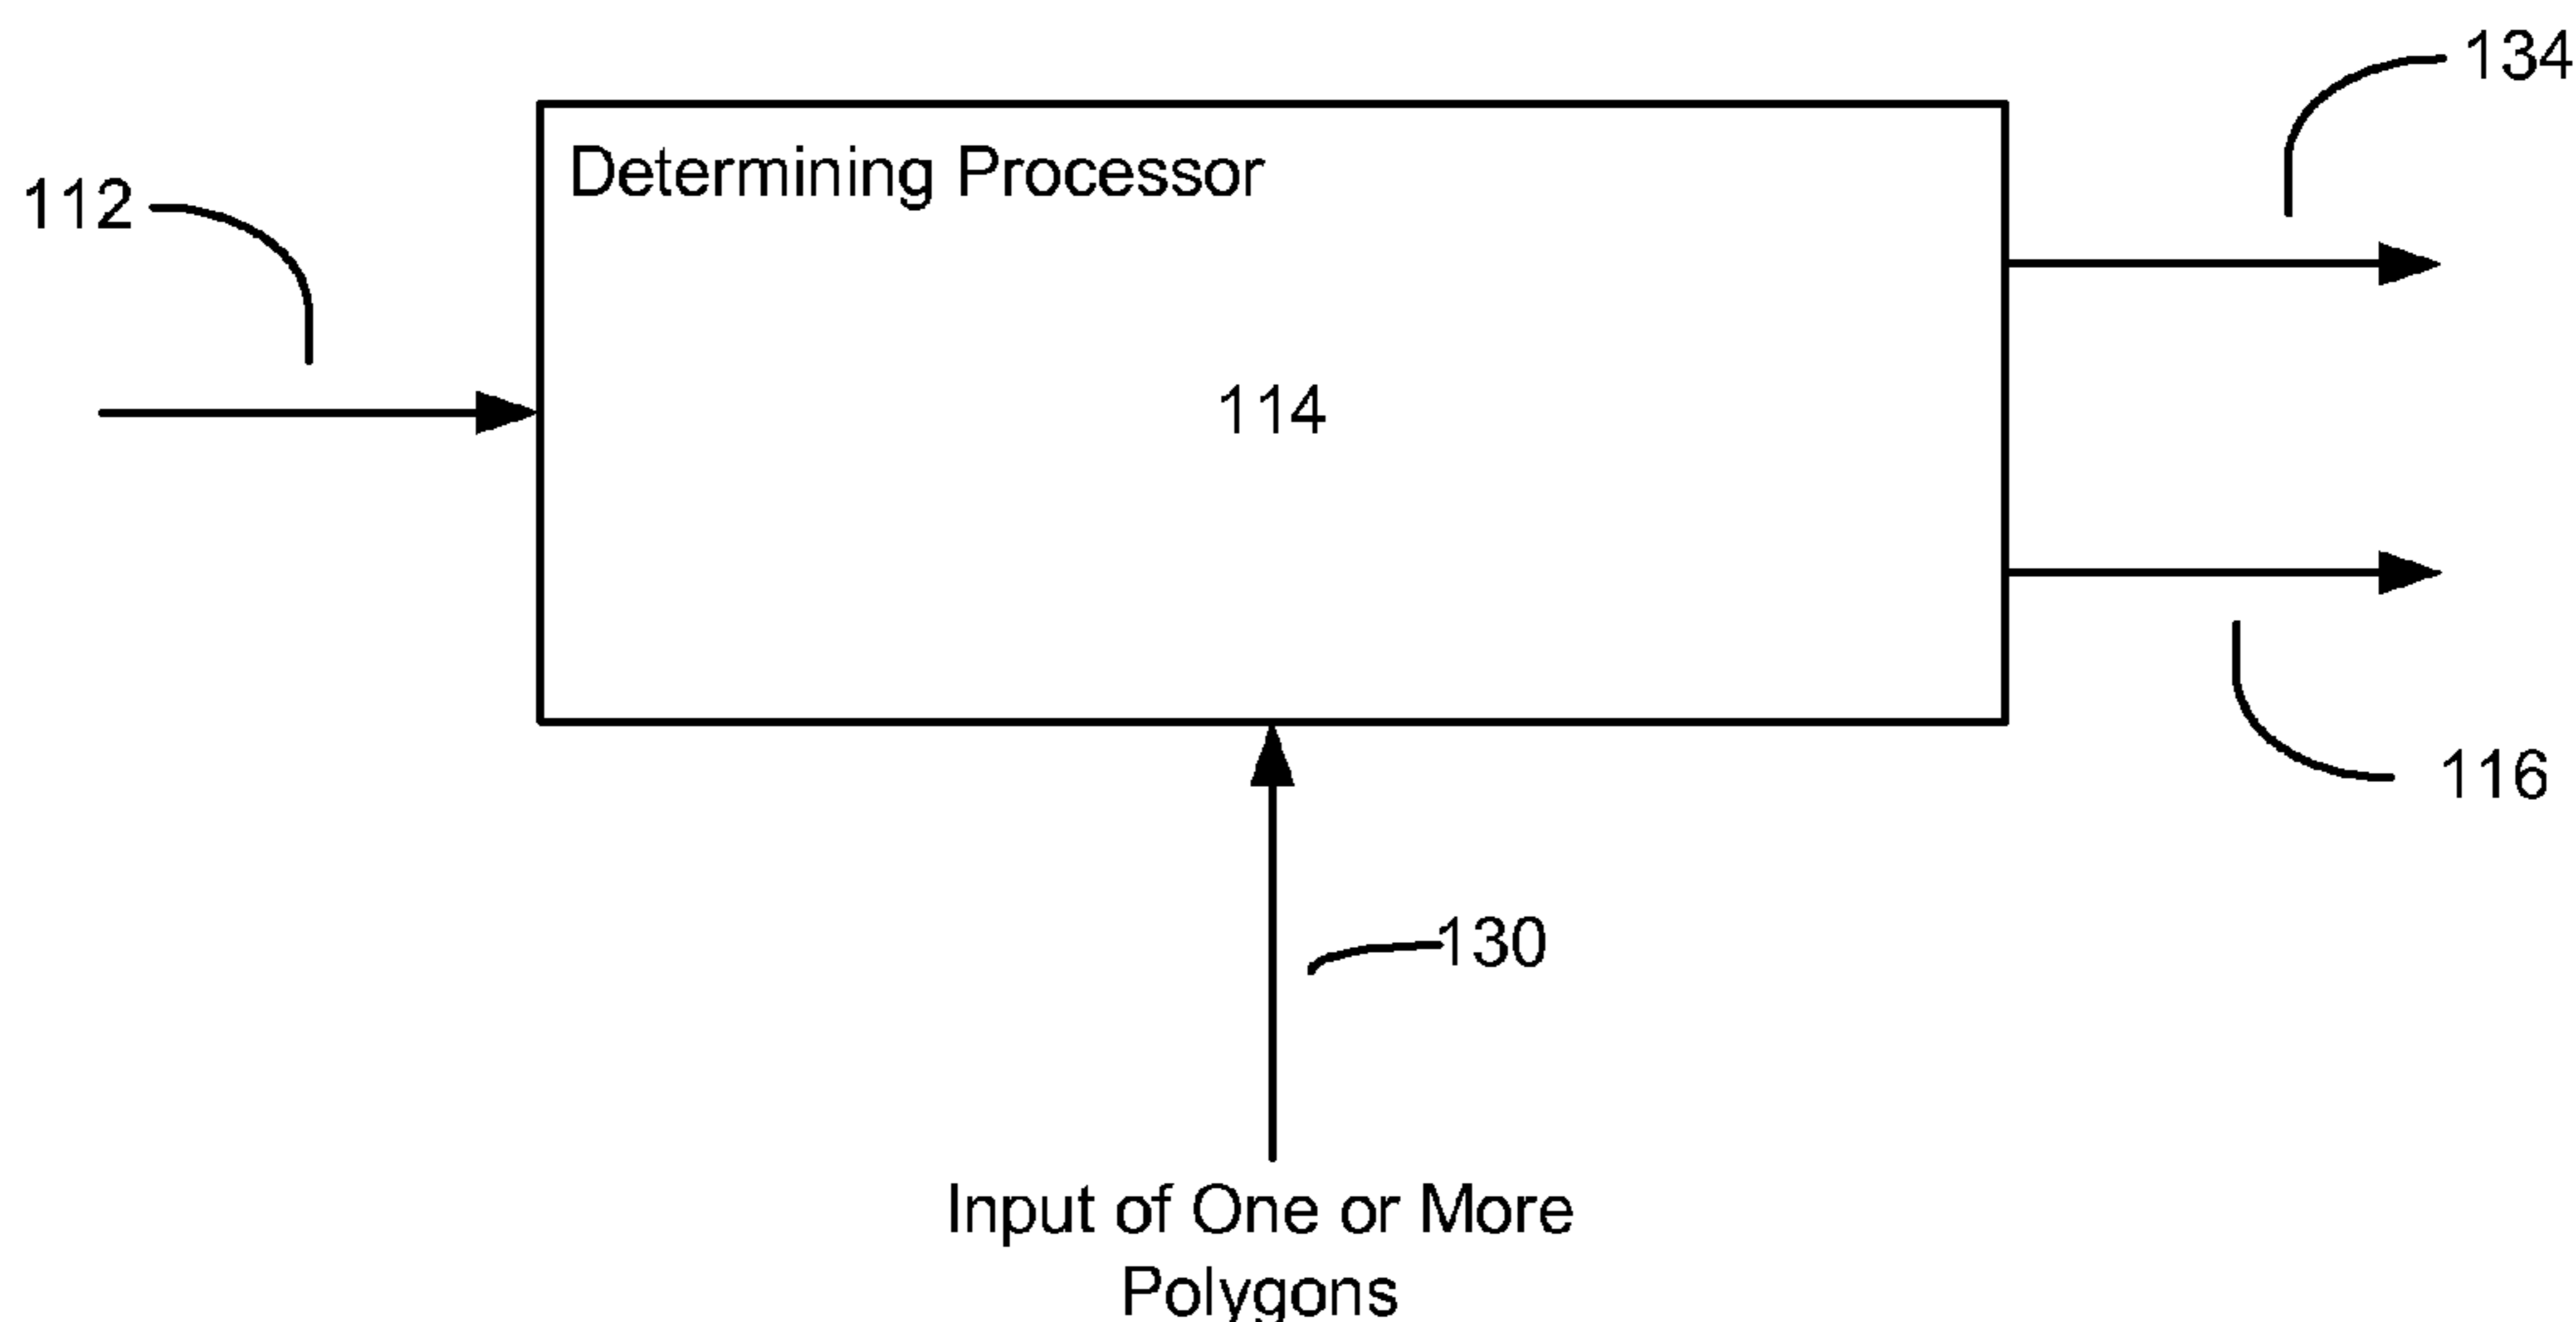 134
Determining Processor
112
114
116
130
Input of One or More
Polygons